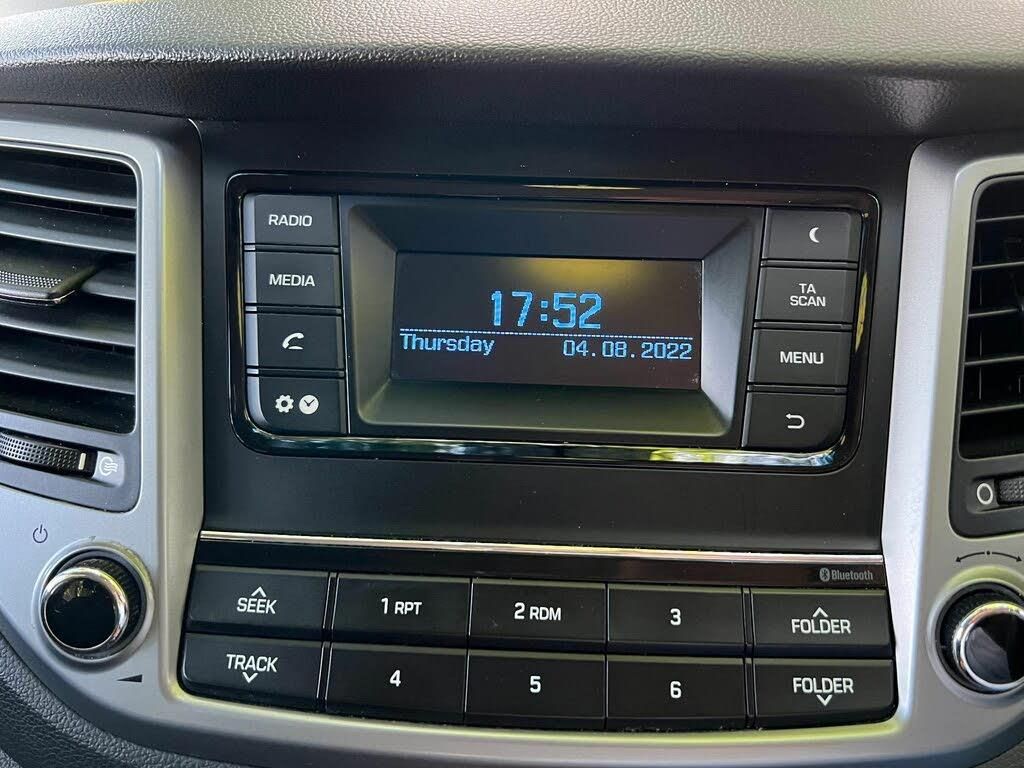 RADIO
MEDIA
17:52
Thursday 04.08.2022
TA
SCAN
MENU
Bluetooth
SEEK
1 RPT
2 RDM
3
FOLDER
TRACK
4
5
6
FOLDER